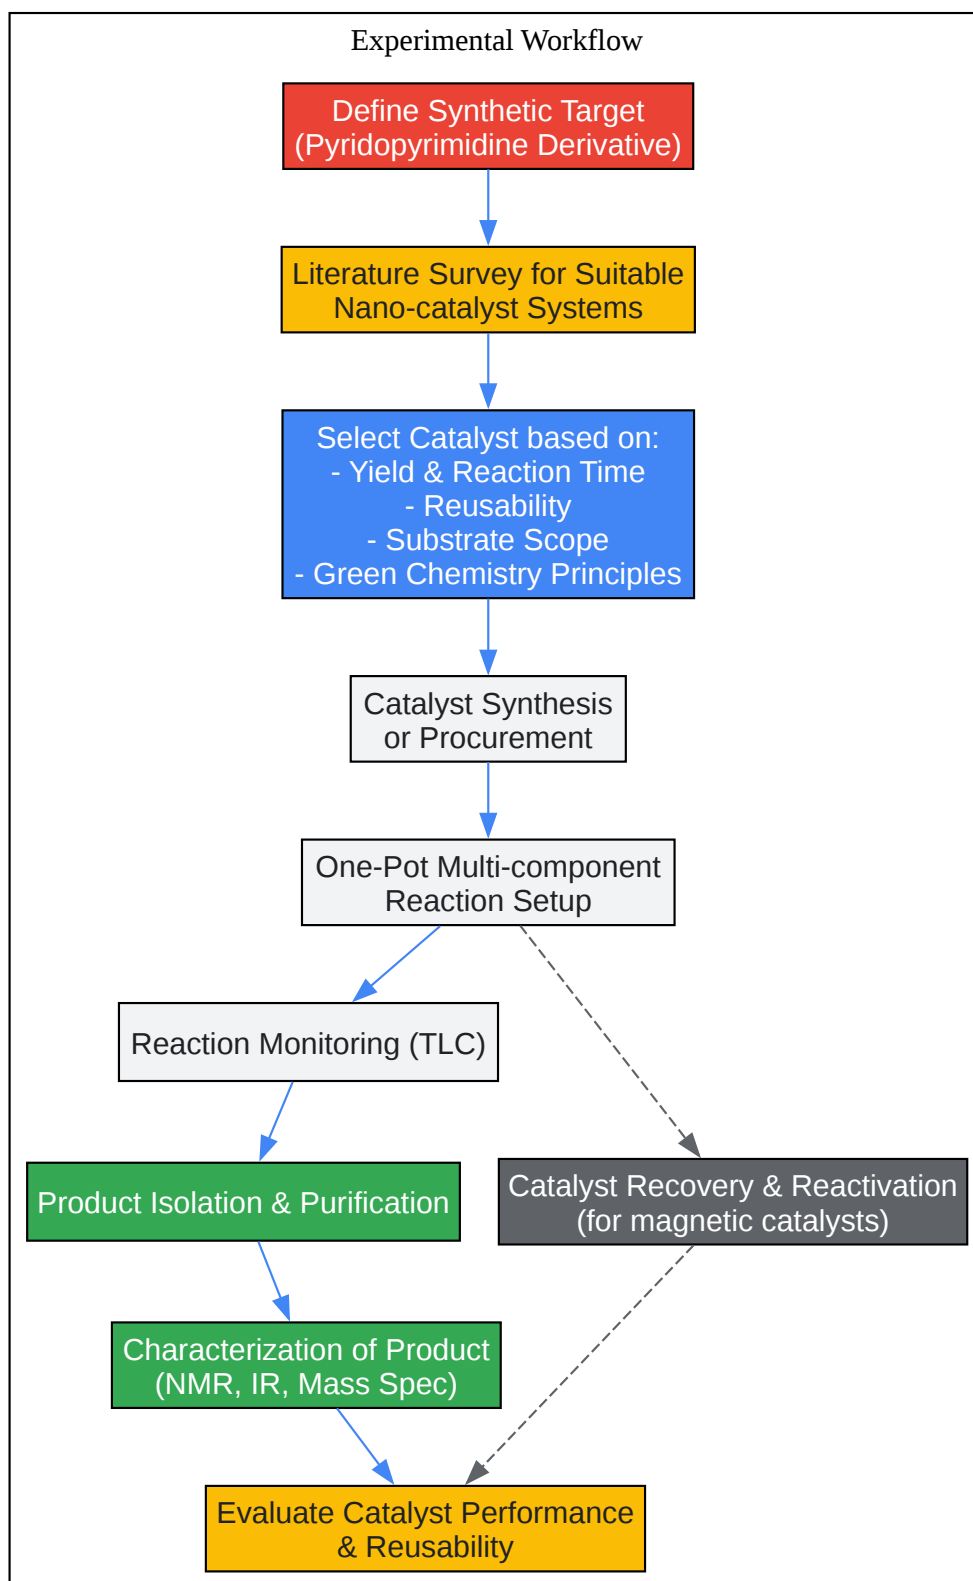 Experimental Workflow
Define Synthetic Target
(Pyridopyrimidine Derivative)
Literature Survey for Suitable
Nano-catalyst Systems
Select Catalyst based on:
- Yield & Reaction Time
- Reusability
- Substrate Scope
- Green Chemistry Principles
Catalyst Synthesis
or Procurement
One-Pot Multi-component
Reaction Setup
Reaction Monitoring (TLC)
Product Isolation & Purification
Catalyst Recovery & Reactivation
(for magnetic catalysts)
Characterization of Product
(NMR, IR, Mass Spec)
Evaluate Catalyst Performance
& Reusability